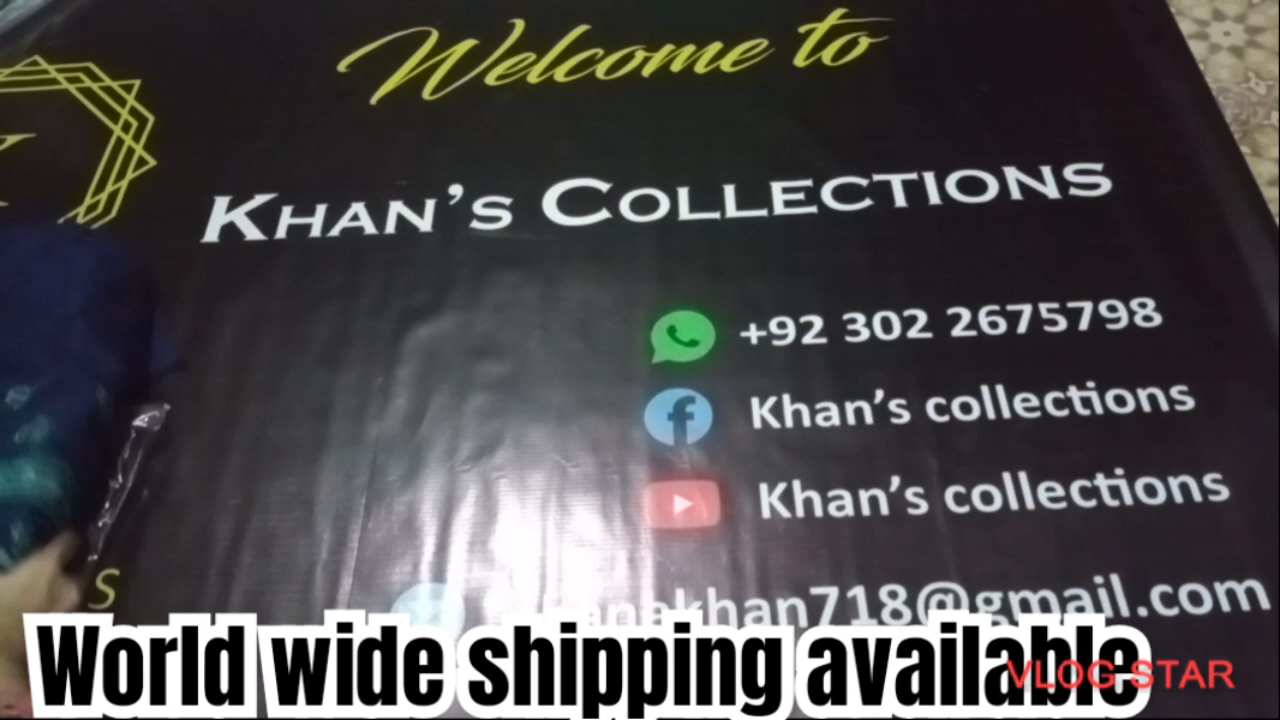 Welcome to
KHAN'S COLLECTIONS
+92 302 2675798
Khan's collections
Khan's collections
S
World wide shipping available
VLOG STAR